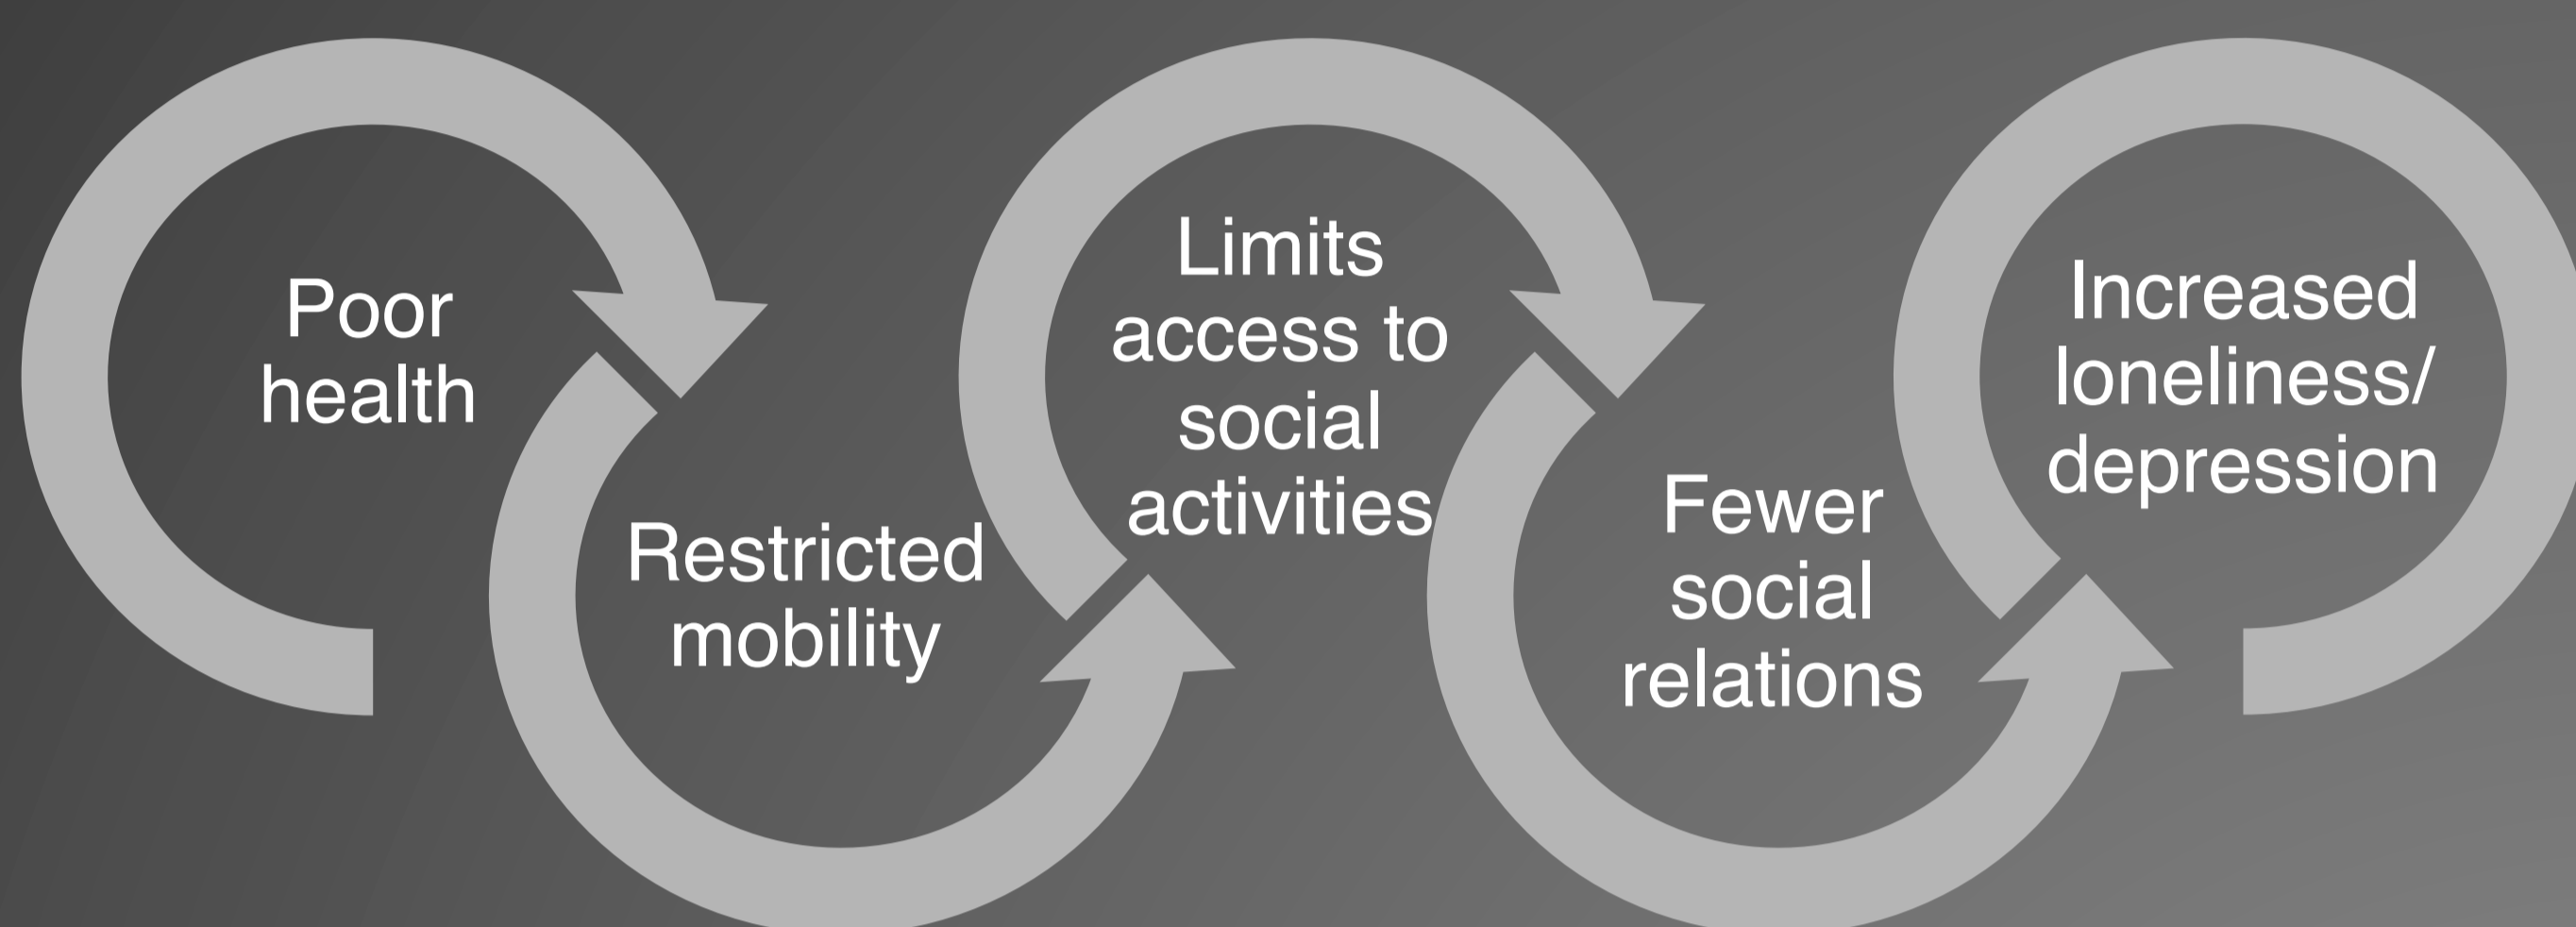 Poor
health
Restricted
mobility
Limits
access to
social
activities
Fewer
social
relations
Increased
loneliness/
depression